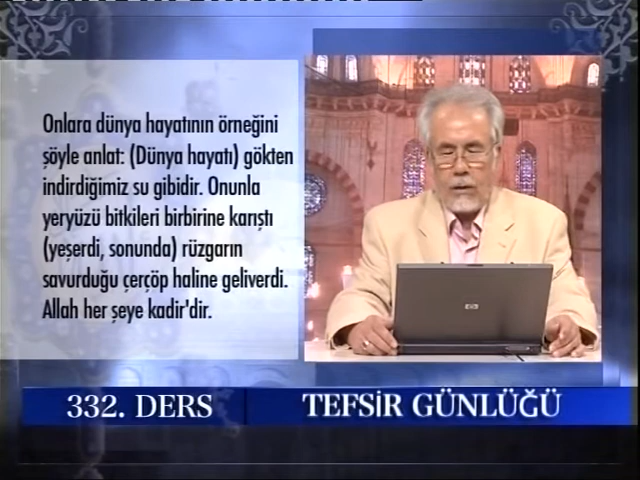 Onlara dünya hayatının örneğini
şöyle anlat: (Dünya hayatı) gökten
indirdiğimiz su gibidir. Onunla
yeryüzü bitkileri birbirine karıştı
(yeşerdi, sonunda) rüzgarın
savurduğu çerçöp haline geliverdi.
Allah her şeye kadir'dir.
hp
332. DERS TEFSİR GÜNLÜĞÜ